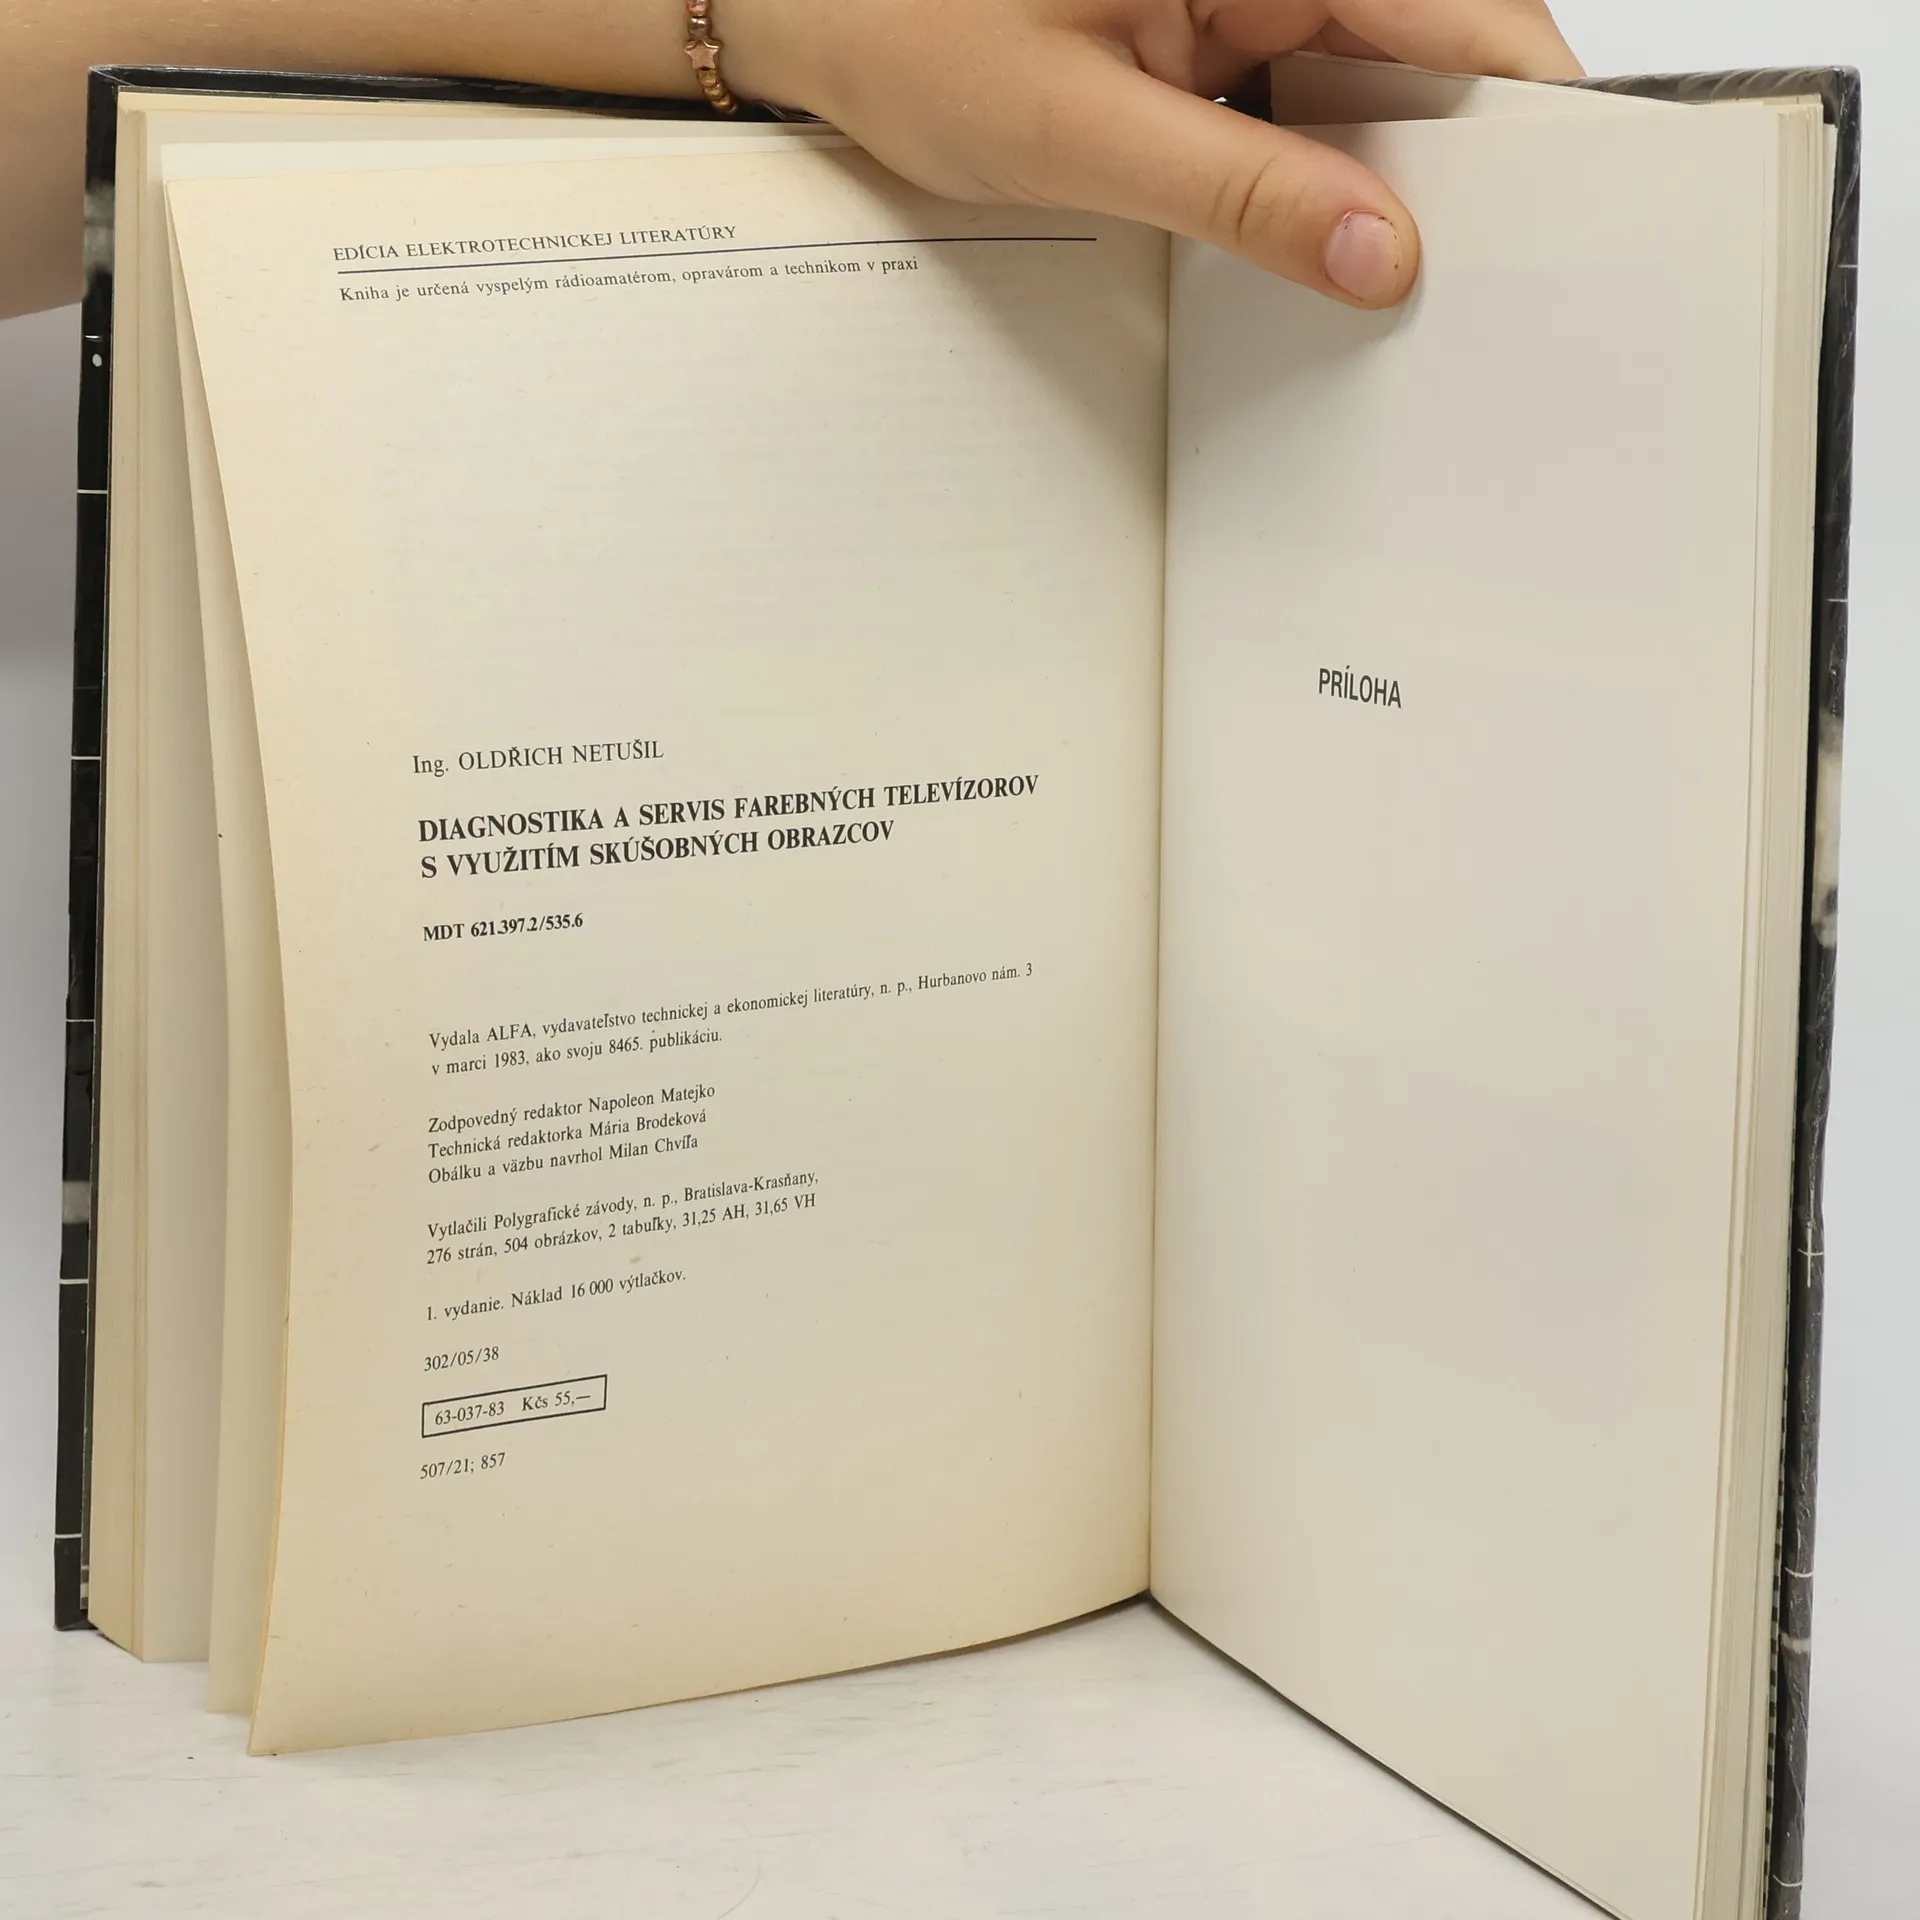 EDÍCIA ELEKTROTECHNICKEJ LITERATÚRY
Kniha je určená vyspelým rádioamatérom, opravárom a technikom v praxi
Ing. OLDŘICH NETUŠIL
DIAGNOSTIKA A SERVIS FAREBNÝCH TELEVÍZOROV
S VYUŽITÍM SKÚŠOBNÝCH OBRAZCOV
MDT 621.397.2/535.6
Vydala ALFA, vydavateľstvo technickej a ekonomickej literatúry, n. p., Hurbanovo nám. 3
v marci 1983, ako svoju 8465. publikáciu.
Zodpovedný redaktor Napoleon Matejko
Technická redaktorka Mária Brodeková
Obálku a väzbu navrhol Milan Chvíľa
Vytlačili Polygrafické závody, n. p., Bratislava-Krasňany,
276 strán, 504 obrázkov, 2 tabuľky, 31,25 AH, 31,65 VH
1. vydanie. Náklad 16 000 výtlačkov.
302/05/38
63-037-83 Kčs 55,—
507/21; 857
PRÍLOHA